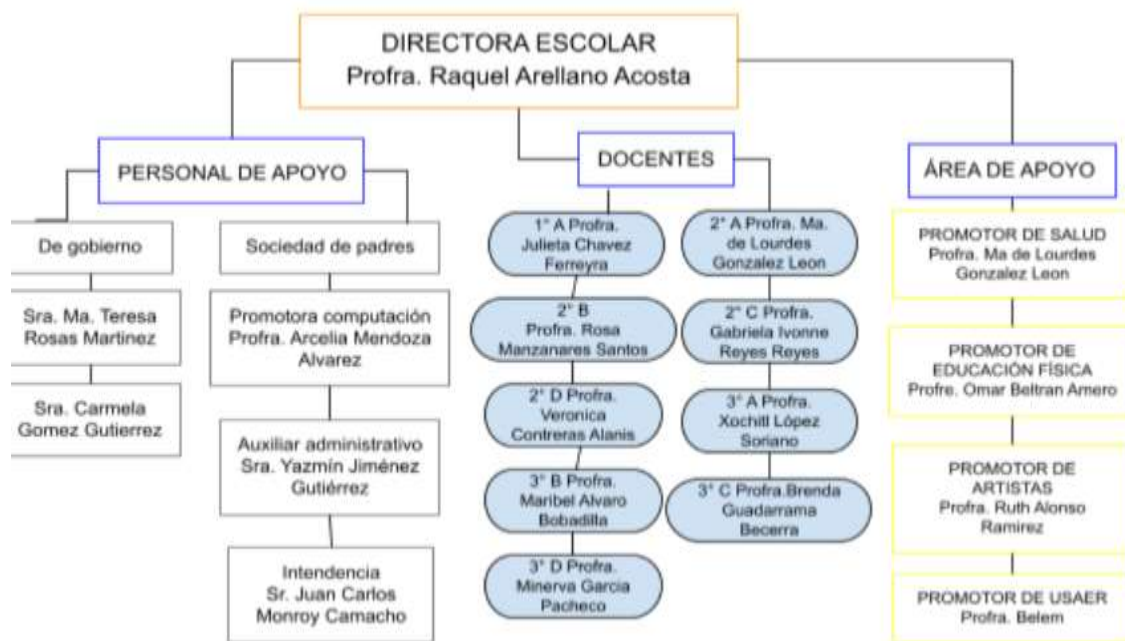 DIRECTORA ESCOLAR
Profra. Raquel Arellano Acosta
PERSONAL DE APOYO
De gobierno
Sra. Ma. Teresa
Rosas Martinez
Sra. Carmela
Gomez Gutierrez
Sociedad de padres
Promotora computación
Profra. Arcelia Mendoza
Alvarez
Auxiliar administrativo
Sra. Yazmín Jiménez
Gutiérrez
Intendencia
Sr. Juan Carlos
Monroy Camacho
DOCENTES
1° A Profra.
Julieta Chavez
Ferreyra
2° B
Profra. Rosa
Manzanares Santos
2° D Profra.
Veronica
Contreras Alanis
3° B Profra.
Maribel Alvaro
Bobadilla
3° D Profra.
Minerva Garcia
Pacheco
2° A Profra. Ma.
de Lourdes
Gonzalez Leon
2° C Profra.
Gabriela Ivonne
Reyes Reyes
3° A Profra.
Xochitl López
Soriano
3° C Profra.Brenda
Guadarrama
Becerra
ÁREA DE APOYO
PROMOTOR DE SALUD
Profra. Ma de Lourdes
Gonzalez Leon
PROMOTOR DE
EDUCACIÓN FÍSICA
Profre. Omar Beltran Amero
PROMOTOR DE
ARTISTAS
Profra. Ruth Alonso
Ramirez
PROMOTOR DE USAER
Profra. Belem